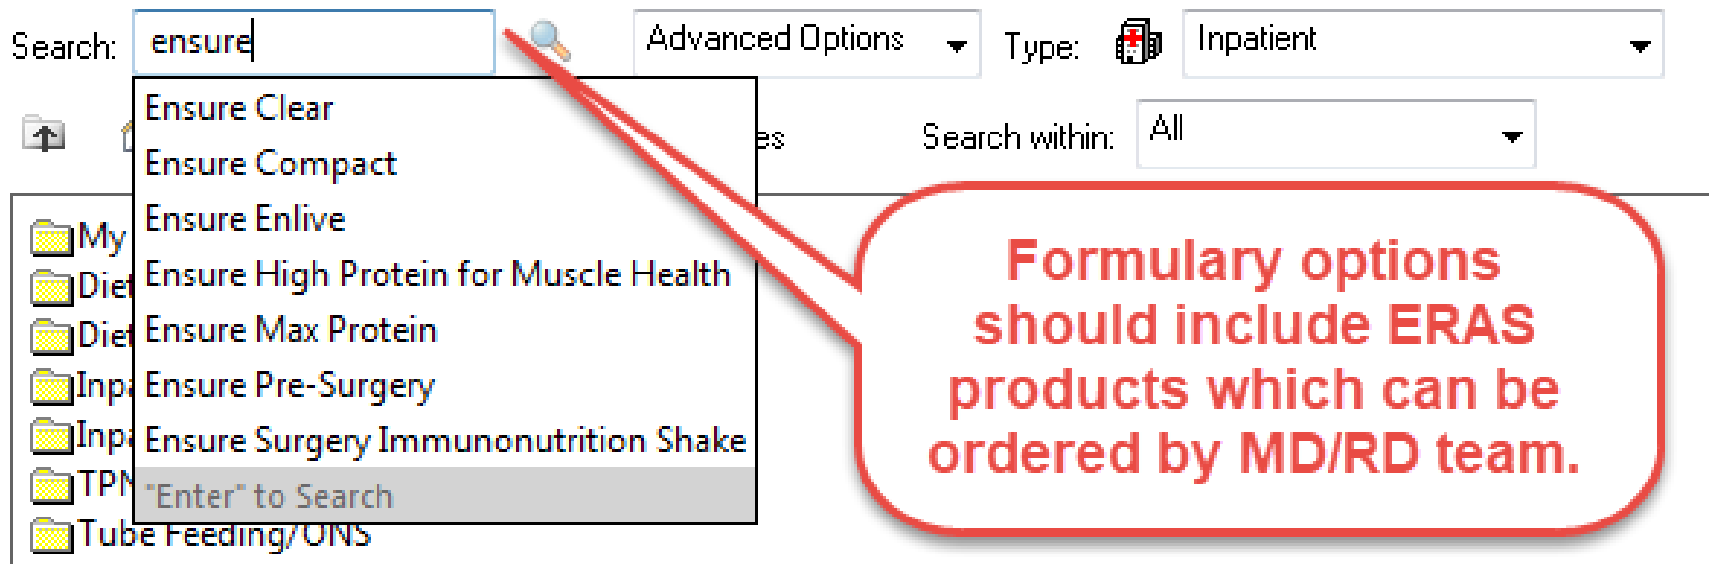 Search: ensure Advanced Options Type: Inpatient
Ensure Clear
Search within: All
Ensure Compact
My
Ensure Enlive
Ensure High Protein for Muscle Health
Ensure Max Protein
Ensure Pre-Surgery
Ensure Surgery Immunonutrition Shake
TPN
"Enter" to Search
Tube Feeding/ONS
Formulary options
should include ERAS
products which can be
ordered by MD/RD team.